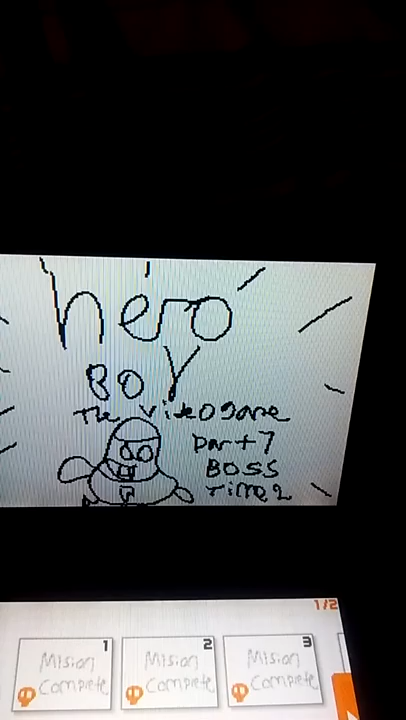 hero
BOY
The Videogame
part 7
BOSS
Time 2
1/2
1 2 3
Mision Mision Mision
Complete Complete Complete